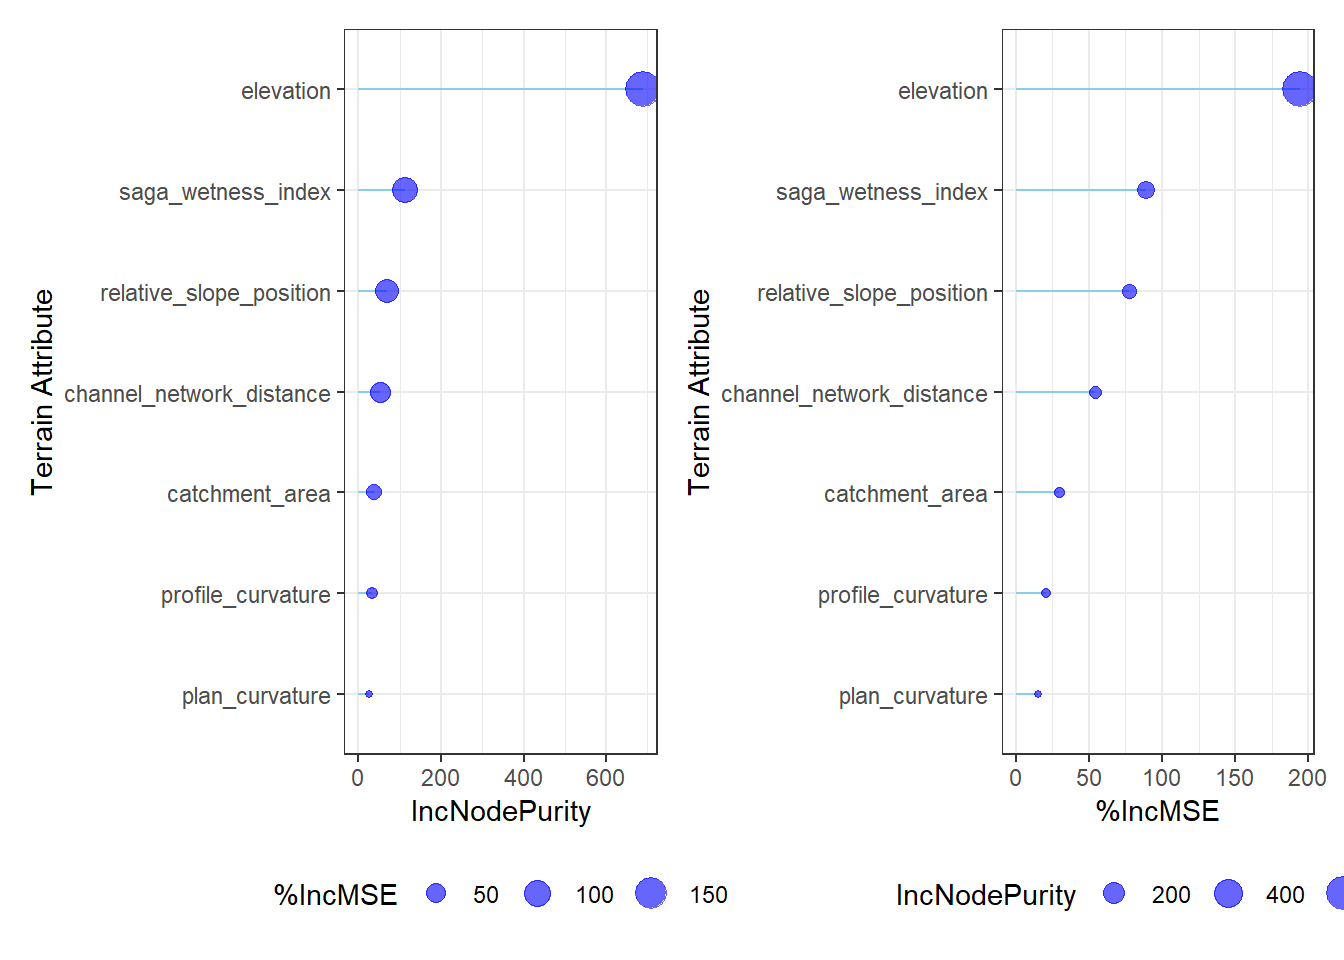 elevation
saga_wetness_index
relative_slope_position
channel_network_distance
catchment_area
profile_curvature
plan_curvature
Terrain Attribute
0 200 400 600
IncNodePurity
%IncMSE 50 100 150
elevation
saga_wetness_index
relative_slope_position
channel_network_distance
catchment_area
profile_curvature
plan_curvature
Terrain Attribute
0 50 100 150 200
%IncMSE
IncNodePurity 200 400